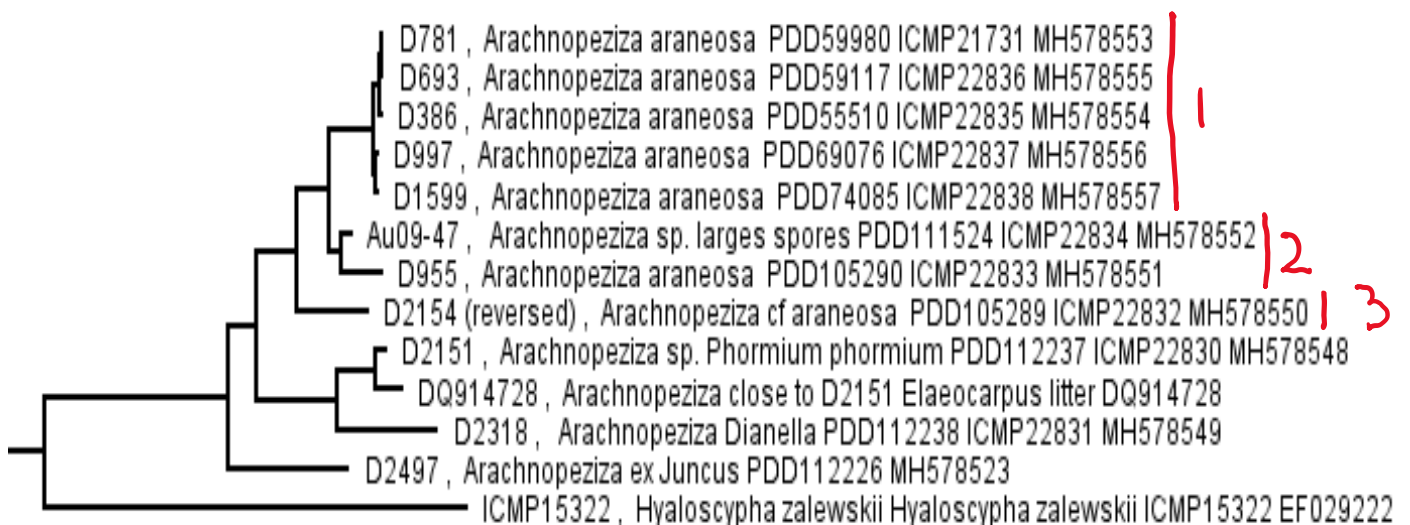 D781 , Arachnopeziza araneosa PDD59980 ICMP21731 MH578553
D693 , Arachnopeziza araneosa PDD59117 ICMP22836 MH578555
D386 , Arachnopeziza araneosa PDD55510 ICMP22835 MH578554
1
D997 , Arachnopeziza araneosa PDD69076 ICMP22837 MH578556
D1599 , Arachnopeziza araneosa PDD74085 ICMP22838 MH578557
Au09-47 , Arachnopeziza sp. larges spores PDD111524 ICMP22834 MH578552
2
D955 , Arachnopeziza araneosa PDD105290 ICMP22833 MH578551
D2154 (reversed) , Arachnopeziza cf araneosa PDD105289 ICMP22832 MH578550 3
D2151 , Arachnopeziza sp. Phormium phormium PDD112237 ICMP22830 MH578548
DQ914728 , Arachnopeziza close to D2151 Elaeocarpus litter DQ914728
D2318 , Arachnopeziza Dianella PDD112238 ICMP22831 MH578549
D2497 , Arachnopeziza ex Juncus PDD112226 MH578523
ICMP15322 , Hyaloscypha zalewskii Hyaloscypha zalewskii ICMP15322 EF029222